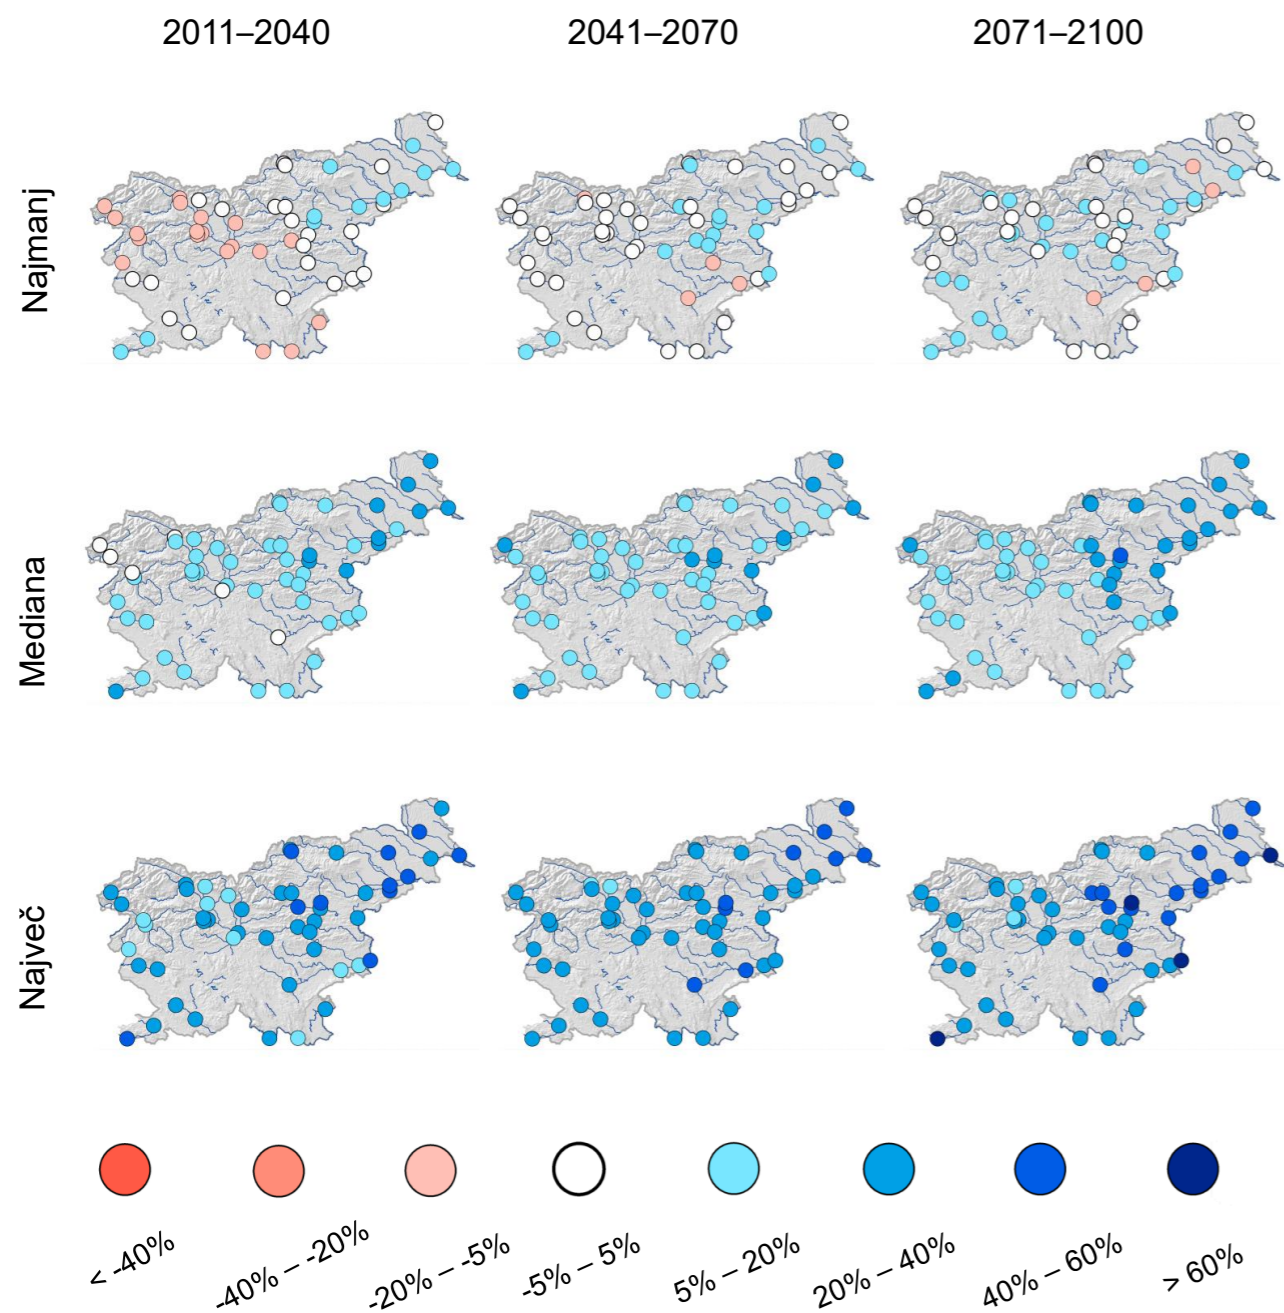 2011–2040 2041–2070 2071–2100
Najmanj
Mediana
Največ
< -40% -40% – -20% -20% – -5% -5% – 5% 5% – 20% 20% – 40% 40% – 60% > 60%